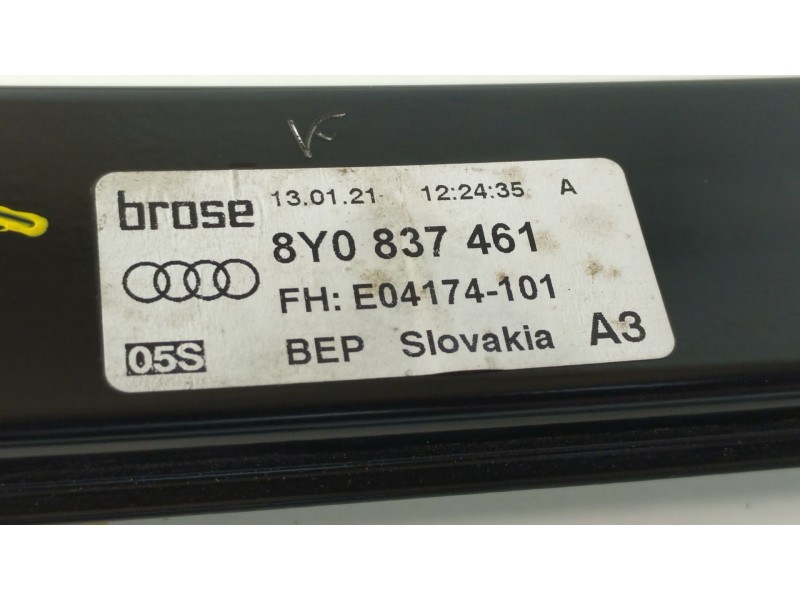 brose 13.01.21 12:24:35 A
8Y0 837 461
FH: E04174-101
05S BEP Slovakia A3